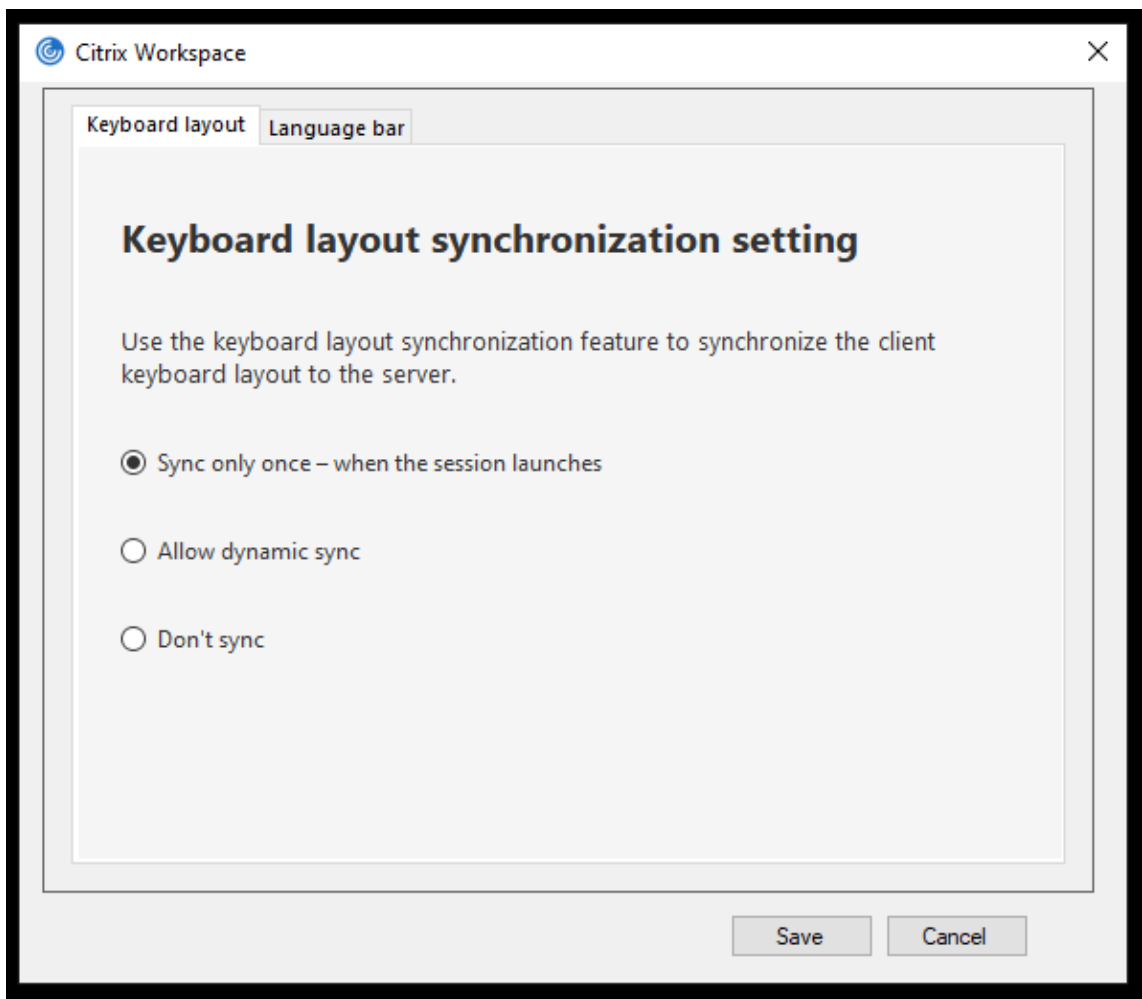 Citrix Workspace
Keyboard layout
Language bar
Keyboard layout synchronization setting
Use the keyboard layout synchronization feature to synchronize the client
keyboard layout to the server.
Sync only once – when the session launches
Allow dynamic sync
Don't sync
Save
Cancel